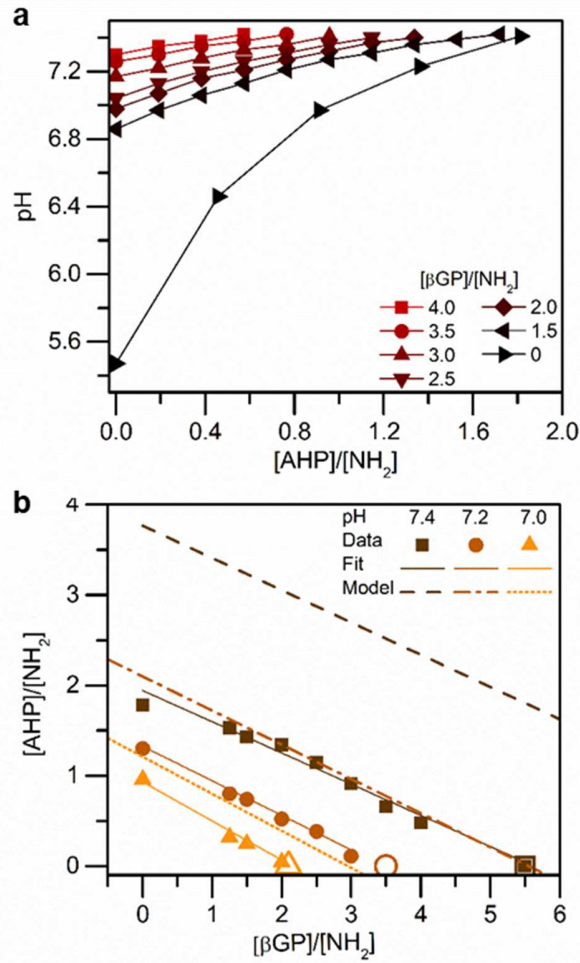 a
7.2
6.8
6.4
6.0
5.6
pH
[βGP]/[NH2]
4.0 2.0
3.5 1.5
3.0 0
2.5
0.0 0.4 0.8 1.2 1.6 2.0
[AHP]/[NH2]
b
4
3
2
1
0
[AHP]/[NH2]
pH 7.4 7.2 7.0
Data
Fit
Model
0 1 2 3 4 5 6
[βGP]/[NH2]